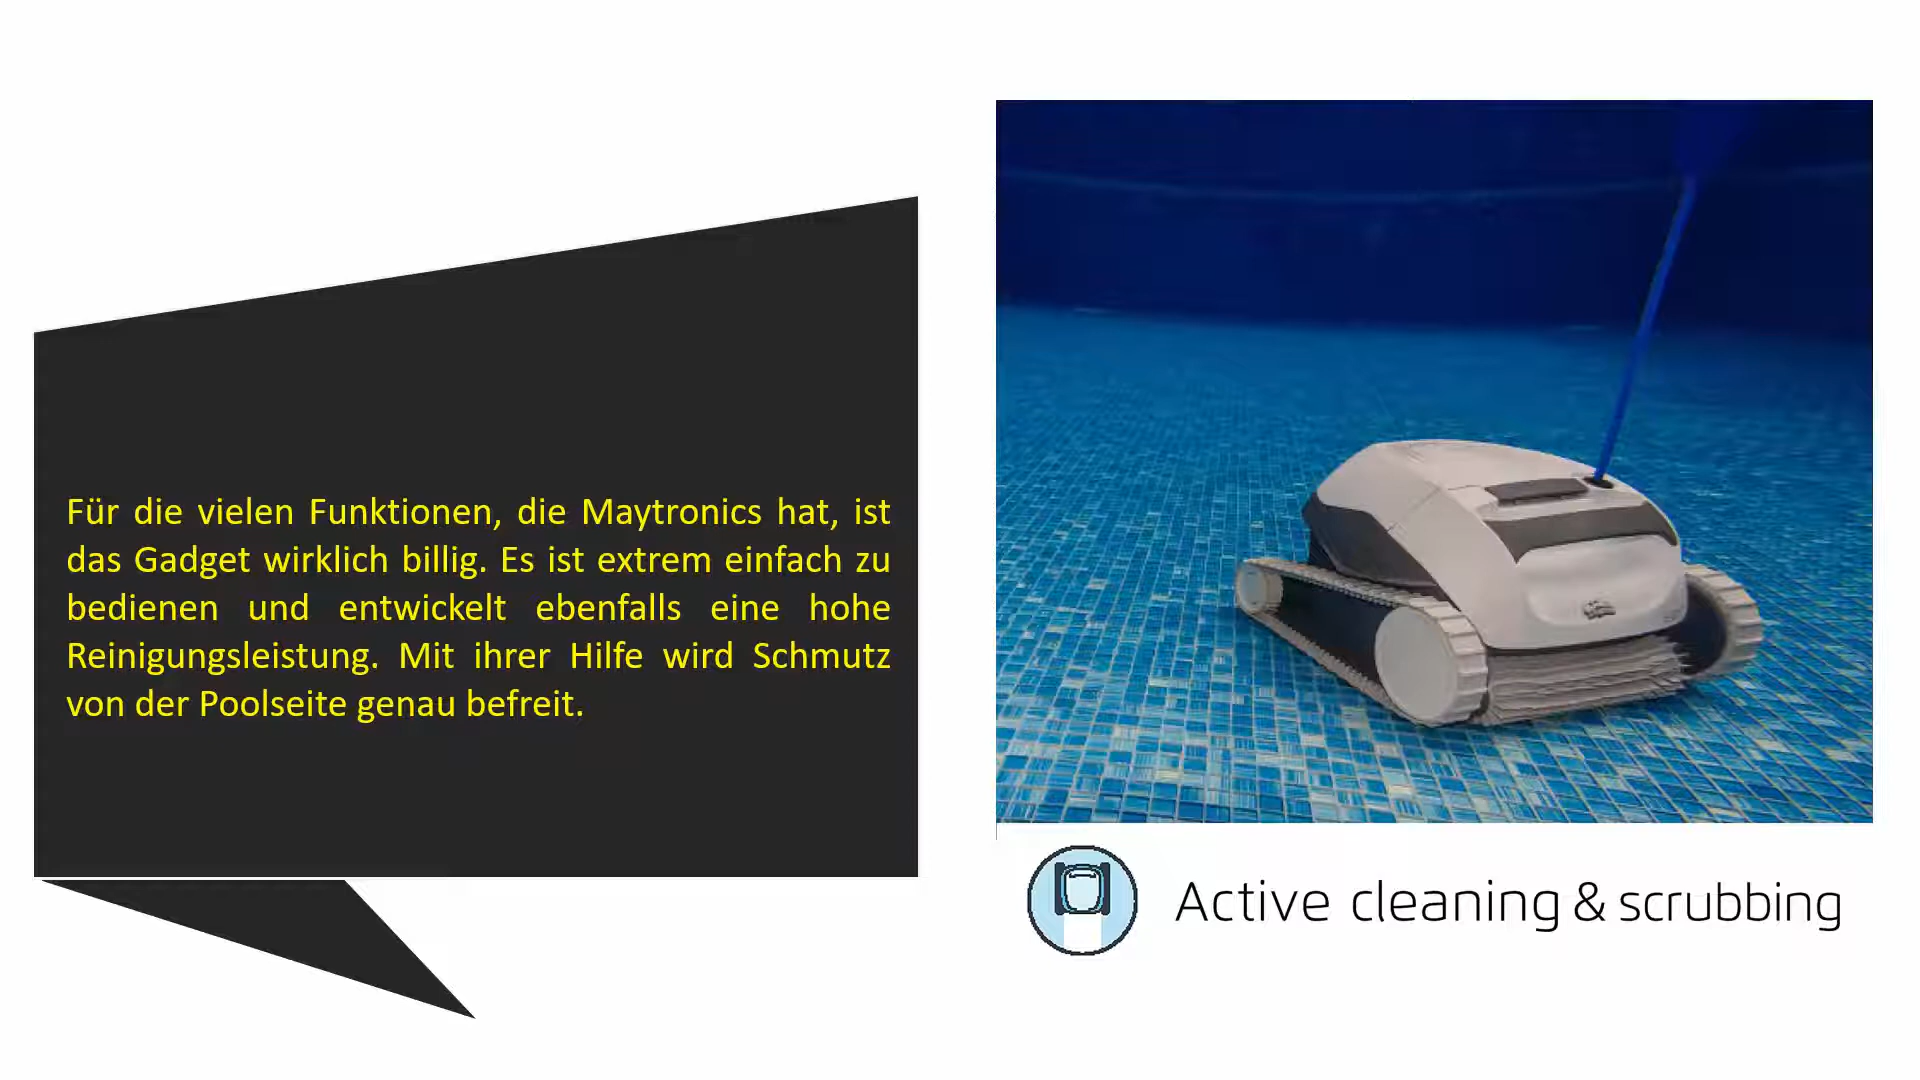 Für die vielen Funktionen, die Maytronics hat, ist
das Gadget wirklich billig. Es ist extrem einfach zu
bedienen und entwickelt ebenfalls eine hohe
Reinigungsleistung. Mit ihrer Hilfe wird Schmutz
von der Poolseite genau befreit.
Active cleaning & scrubbing